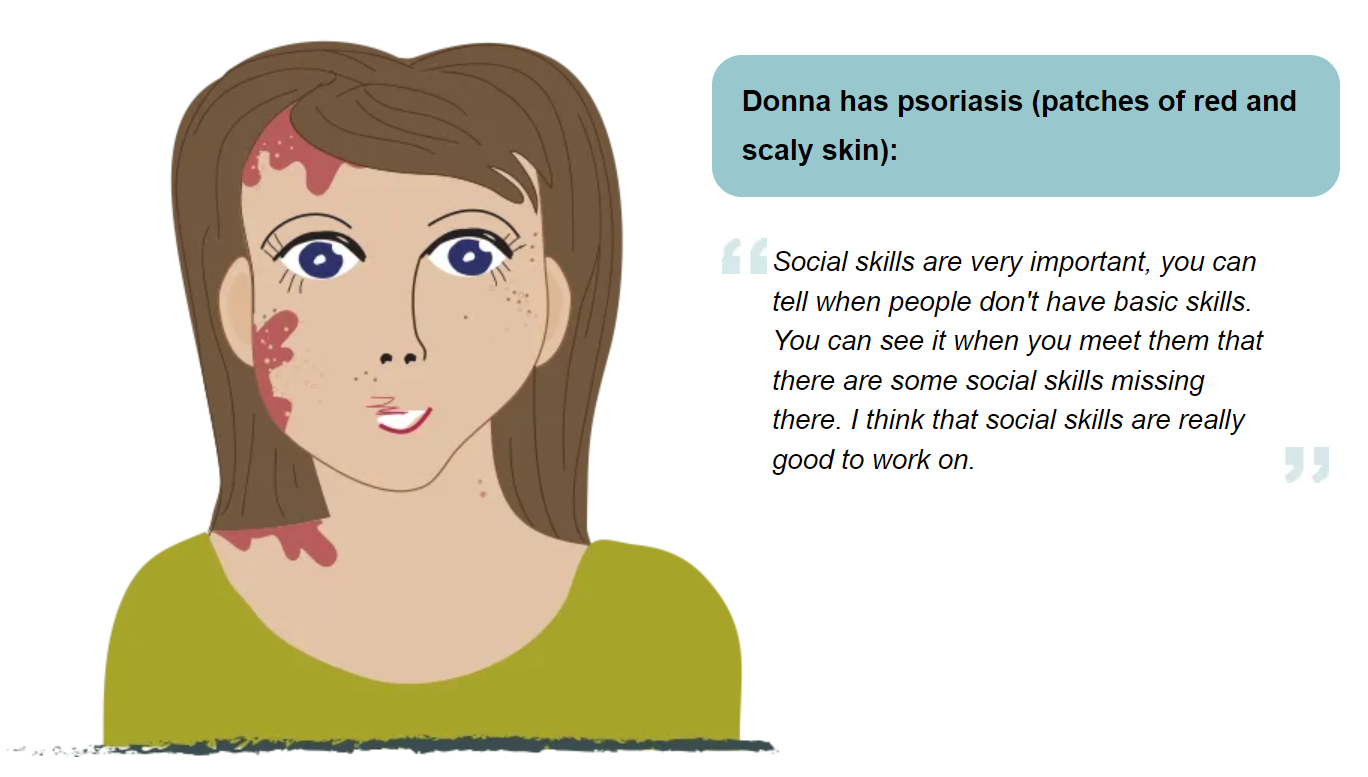 Donna has psoriasis (patches of red and
scaly skin):
“Social skills are very important, you can
tell when people don't have basic skills.
You can see it when you meet them that
there are some social skills missing
there. I think that social skills are really
good to work on.”